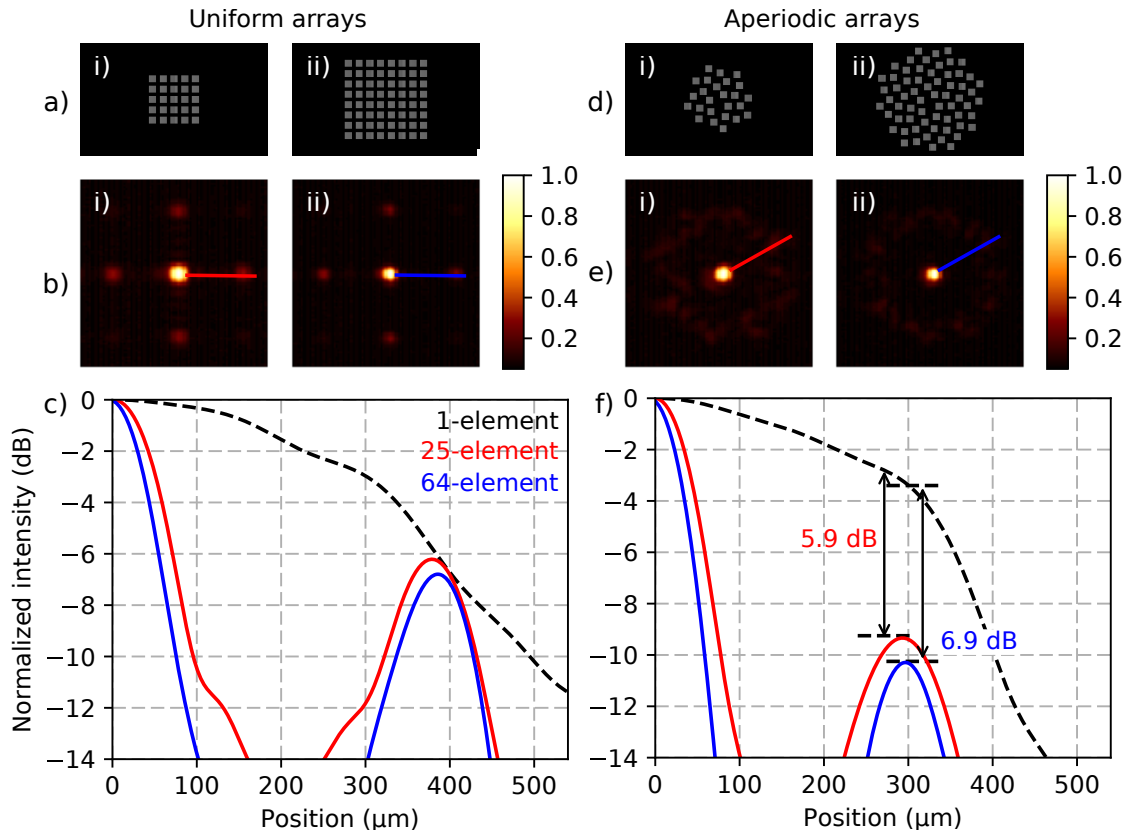 Uniform arrays
Aperiodic arrays
a)
i)
ii)
d)
i)
ii)
b)
i)
ii)
1.0
0.8
0.6
0.4
0.2
e)
i)
ii)
1.0
0.8
0.6
0.4
0.2
c)
1-element
25-element
64-element
0
−2
−4
−6
−8
−10
−12
−14
0 100 200 300 400 500
Normalized intensity (dB)
Position (μm)
f)
5.9 dB
6.9 dB
0
−2
−4
−6
−8
−10
−12
−14
0 100 200 300 400 500
Position (μm)